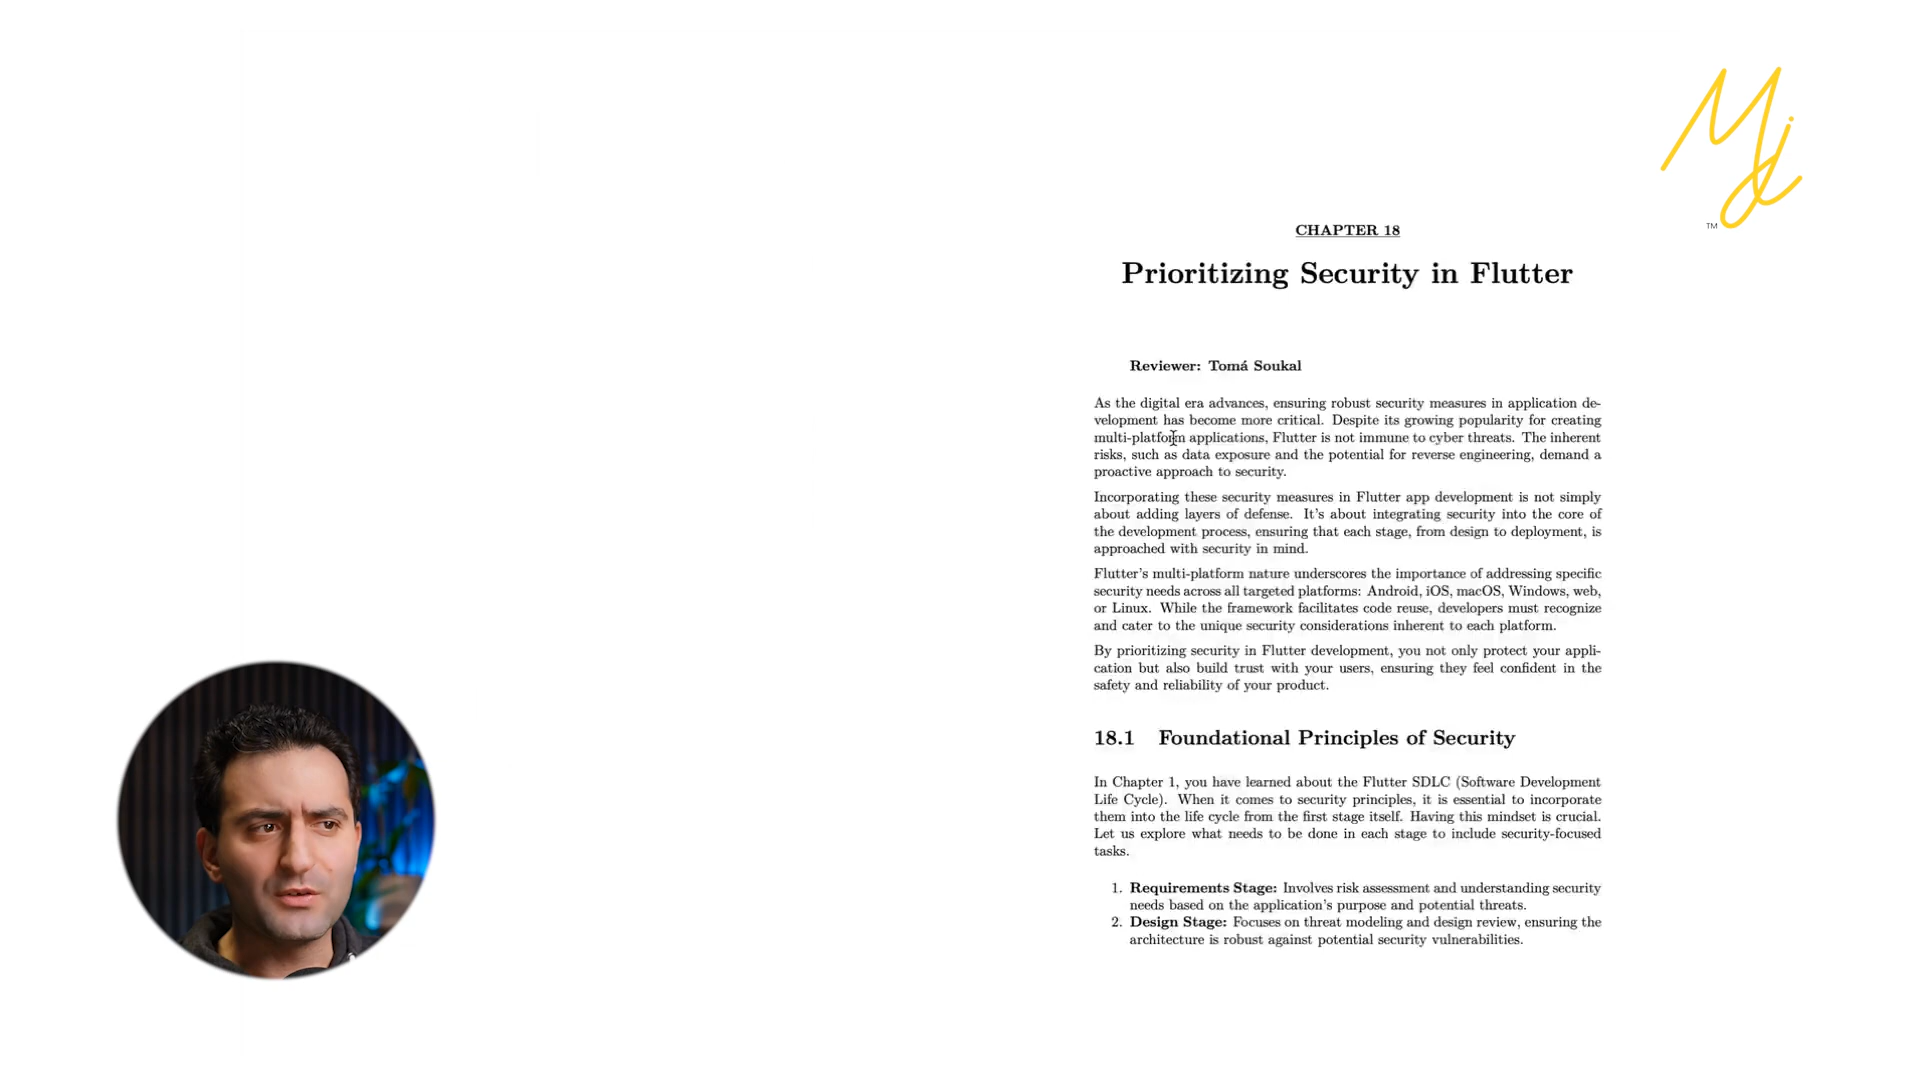 TM
CHAPTER 18
Prioritizing Security in Flutter
Reviewer: Tomá Soukal
As the digital era advances, ensuring robust security measures in application de-
velopment has become more critical. Despite its growing popularity for creating
multi-platform applications, Flutter is not immune to cyber threats. The inherent
risks, such as data exposure and the potential for reverse engineering, demand a
proactive approach to security.
Incorporating these security measures in Flutter app development is not simply
about adding layers of defense. It's about integrating security into the core of
the development process, ensuring that each stage, from design to deployment, is
approached with security in mind.
Flutter's multi-platform nature underscores the importance of addressing specific
security needs across all targeted platforms: Android, iOS, macOS, Windows, web,
or Linux. While the framework facilitates code reuse, developers must recognize
and cater to the unique security considerations inherent to each platform.
By prioritizing security in Flutter development, you not only protect your appli-
cation but also build trust with your users, ensuring they feel confident in the
safety and reliability of your product.
18.1 Foundational Principles of Security
In Chapter 1, you have learned about the Flutter SDLC (Software Development
Life Cycle). When it comes to security principles, it is essential to incorporate
them into the life cycle from the first stage itself. Having this mindset is crucial.
Let us explore what needs to be done in each stage to include security-focused
tasks.
1. Requirements Stage: Involves risk assessment and understanding security
needs based on the application's purpose and potential threats.
2. Design Stage: Focuses on threat modeling and design review, ensuring the
architecture is robust against potential security vulnerabilities.